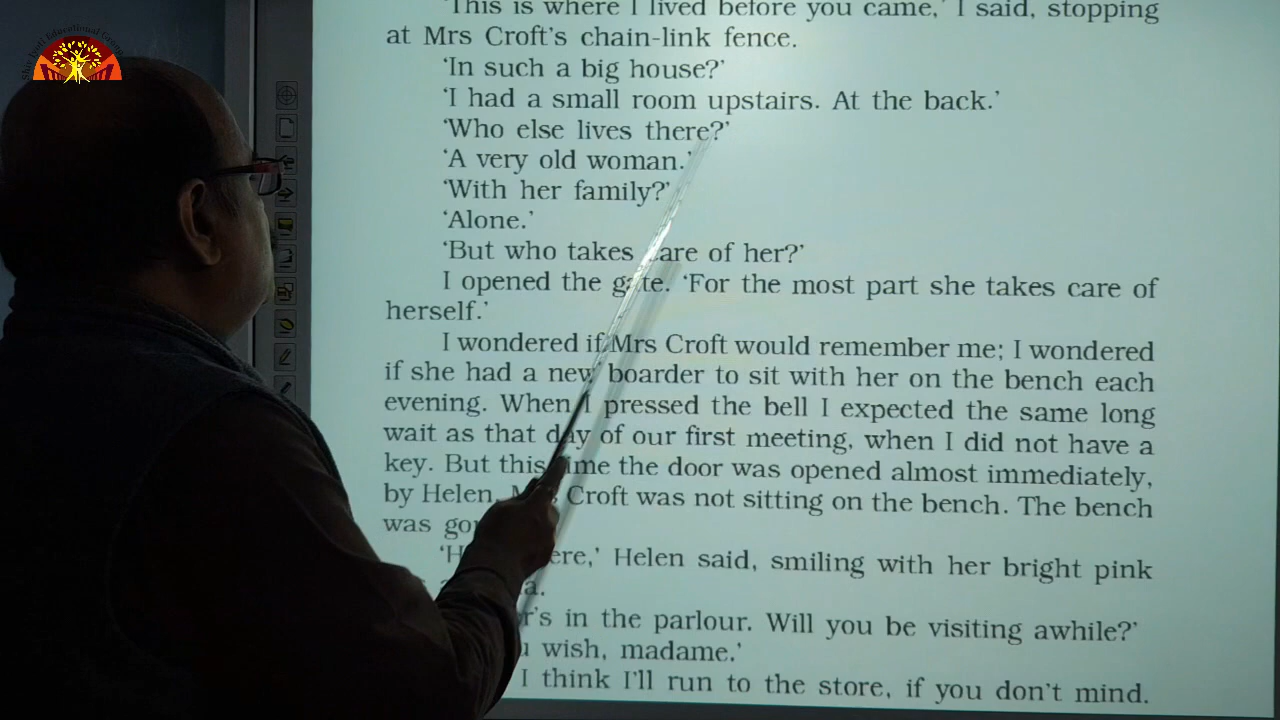 'This is where I lived before you came,' I said, stopping
at Mrs Croft's chain-link fence.
'In such a big house?'
'I had a small room upstairs. At the back.'
'Who else lives there?'
'A very old woman.'
'With her family?'
'Alone.'
'But who takes care of her?'
I opened the gate. 'For the most part she takes care of
herself.'
I wondered if Mrs Croft would remember me; I wondered
if she had a new boarder to sit with her on the bench each
evening. When I pressed the bell I expected the same long
wait as that day of our first meeting, when I did not have a
key. But this time the door was opened almost immediately,
by Helen. Croft was not sitting on the bench. The bench
was
Helen said, smiling with her bright pink
in the parlour. Will you be visiting awhile?'
wish, madame.'
I think I'll run to the store, if you don't mind.
Educational